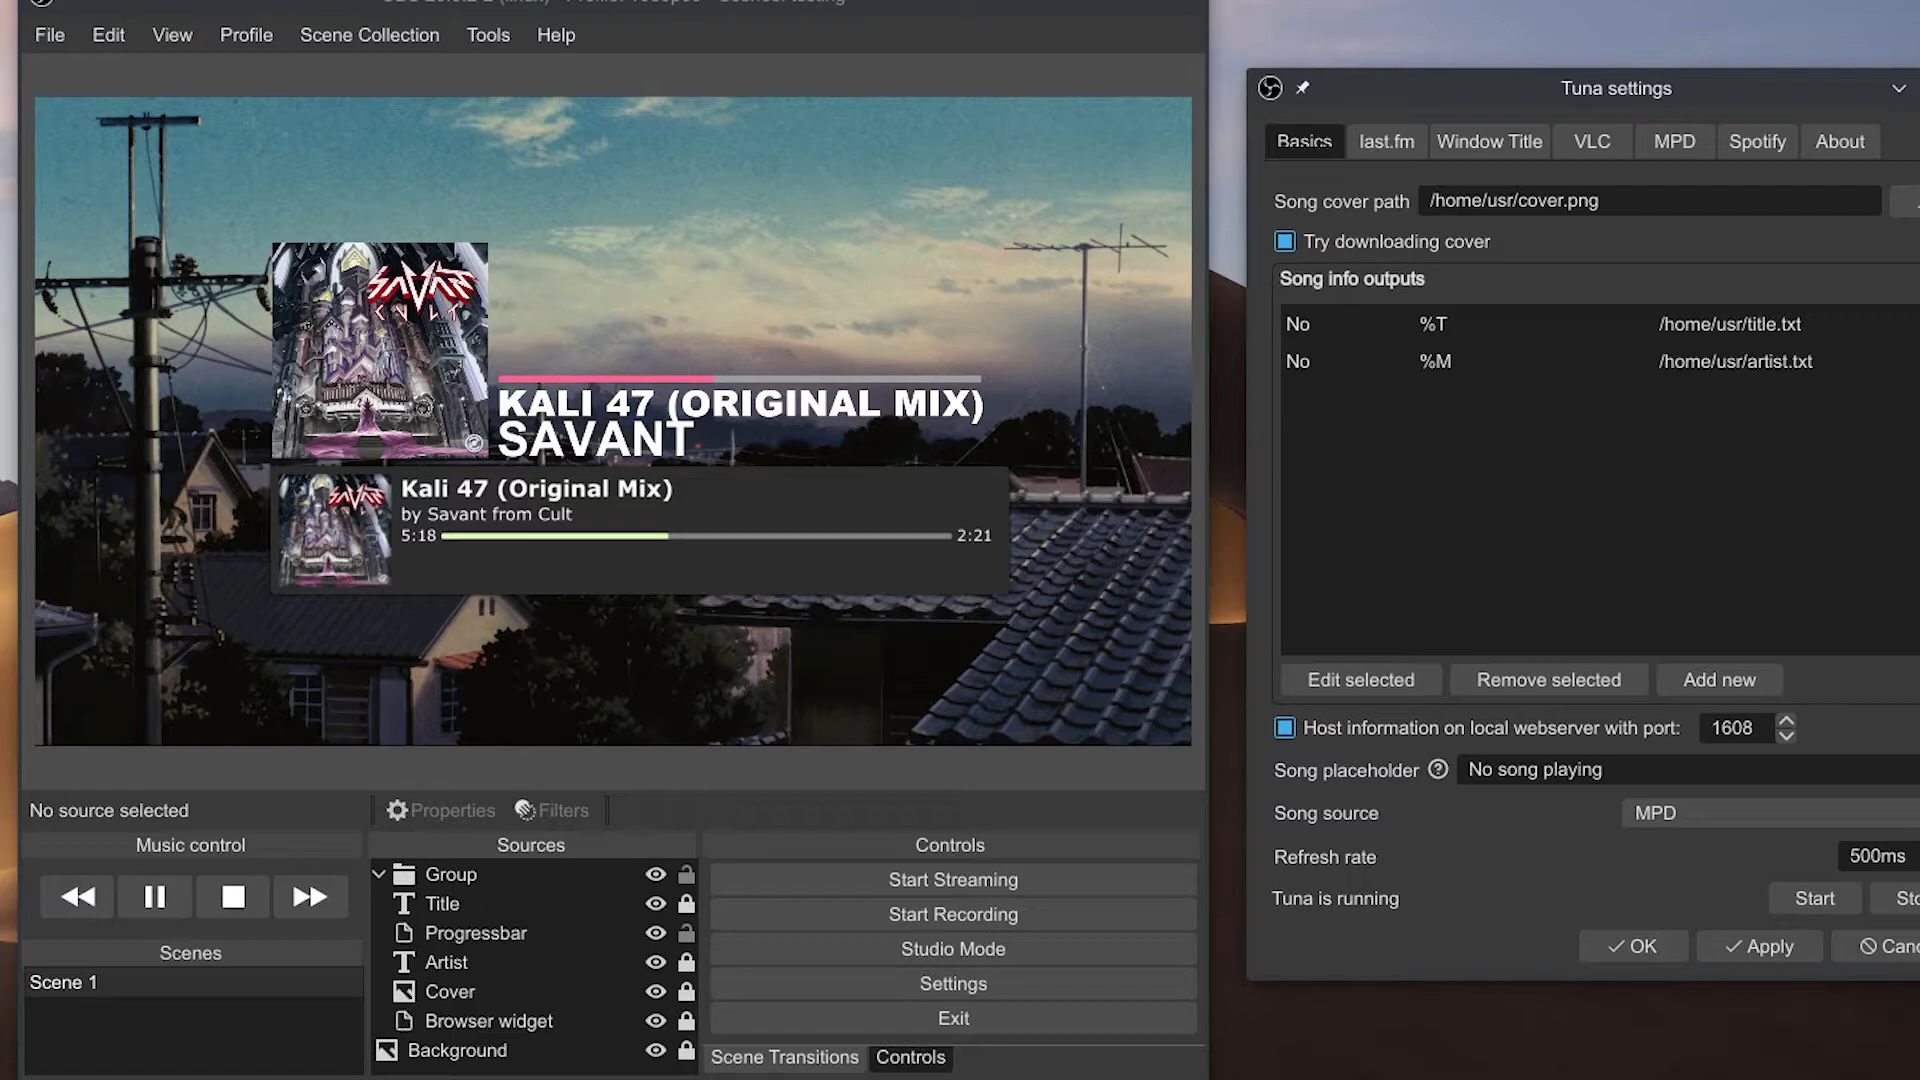 File Edit View Profile Scene Collection Tools Help
SAVANT
CULT
KALI 47 (ORIGINAL MIX)
SAVANT
Kali 47 (Original Mix)
by Savant from Cult
5:18 2:21
No source selected
Properties Filters
Music control
Scenes
Scene 1
Sources
Group
Title
Progressbar
Artist
Cover
Browser widget
Background
Controls
Start Streaming
Start Recording
Studio Mode
Settings
Exit
Scene Transitions Controls
Tuna settings
Basics last.fm Window Title VLC MPD Spotify About
Song cover path /home/usr/cover.png
Try downloading cover
Song info outputs
No %T /home/usr/title.txt
No %M /home/usr/artist.txt
Edit selected Remove selected Add new
Host information on local webserver with port: 1608
Song placeholder No song playing
Song source MPD
Refresh rate 500ms
Tuna is running Start Sto
OK Apply Canc